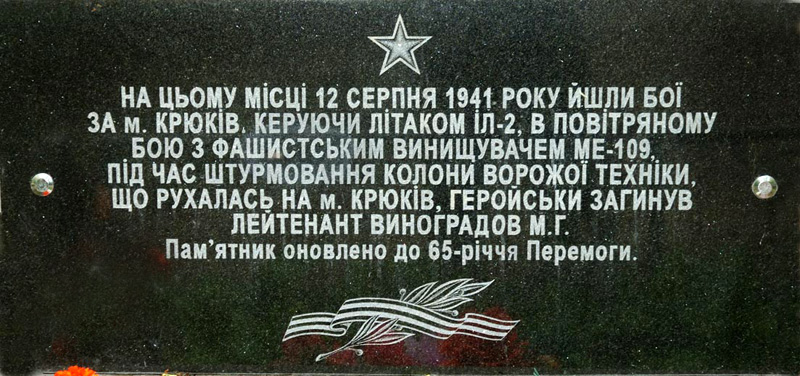 НА ЦЬОМУ МІСЦІ 12 СЕРПНЯ 1941 РОКУ ЙШЛИ БОЇ
ЗА м. КРЮКІВ. КЕРУЮЧИ ЛІТАКОМ ІЛ-2, В ПОВІТРЯНОМУ
БОЮ З ФАШИСТСЬКИМ ВИНИЩУВАЧЕМ МЕ-109,
ПІД ЧАС ШТУРМОВАННЯ КОЛОНИ ВОРОЖОЇ ТЕХНІКИ,
ЩО РУХАЛАСЬ НА м. КРЮКІВ, ГЕРОЙСЬКИ ЗАГИНУВ
ЛЕЙТЕНАНТ ВИНОГРАДОВ М.Г.
Пам'ятник оновлено до 65-річчя Перемоги.